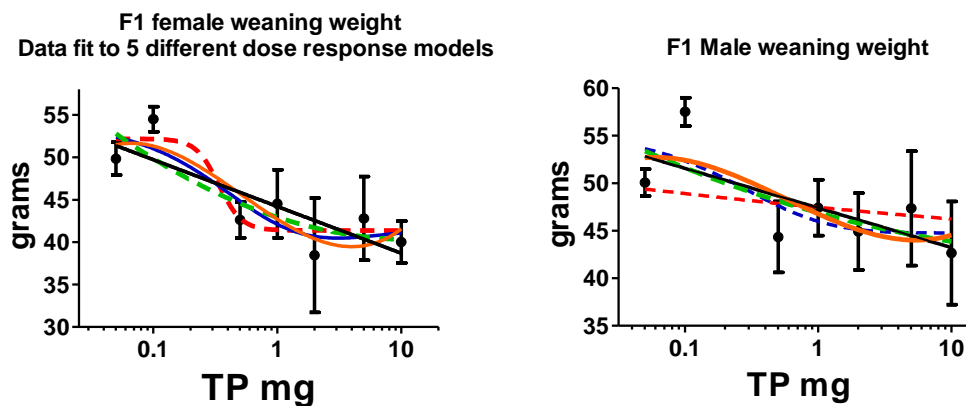 F1 female weaning weight
Data fit to 5 different dose response models
grams
55
50
45
40
35
30
0.1
1
10
TP mg
F1 Male weaning weight
grams
60
55
50
45
40
35
0.1
1
10
TP mg